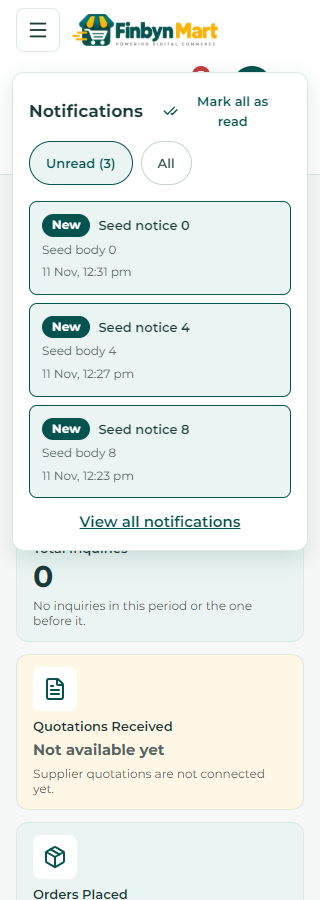 FinbynMart
POWERING DIGITAL COMMERCE
Notifications
Mark all as
read
Unread (3)
All
New Seed notice 0
Seed body 0
11 Nov, 12:31 pm
New Seed notice 4
Seed body 4
11 Nov, 12:27 pm
New Seed notice 8
Seed body 8
11 Nov, 12:23 pm
View all notifications
Total Inquiries
0
No inquiries in this period or the one
before it.
Quotations Received
Not available yet
Supplier quotations are not connected
yet.
Orders Placed